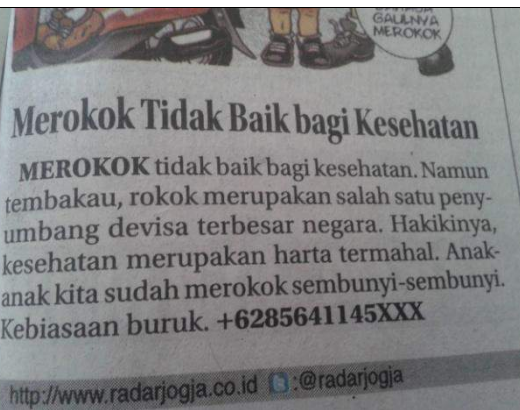 GALILNYA
MEROKOK
Merokok Tidak Baik bagi Kesehatan
MEROKOK tidak baik bagi kesehatan. Namun
tembakau, rokok merupakan salah satu peny-
umbang devisa terbesar negara. Hakikinya,
kesehatan merupakan harta termahal. Anak-
anak kita sudah merokok sembunyi-sembunyi.
Kebiasaan buruk. +6285641145XXX
http://www.radarjogja.co.id :@radarjogja